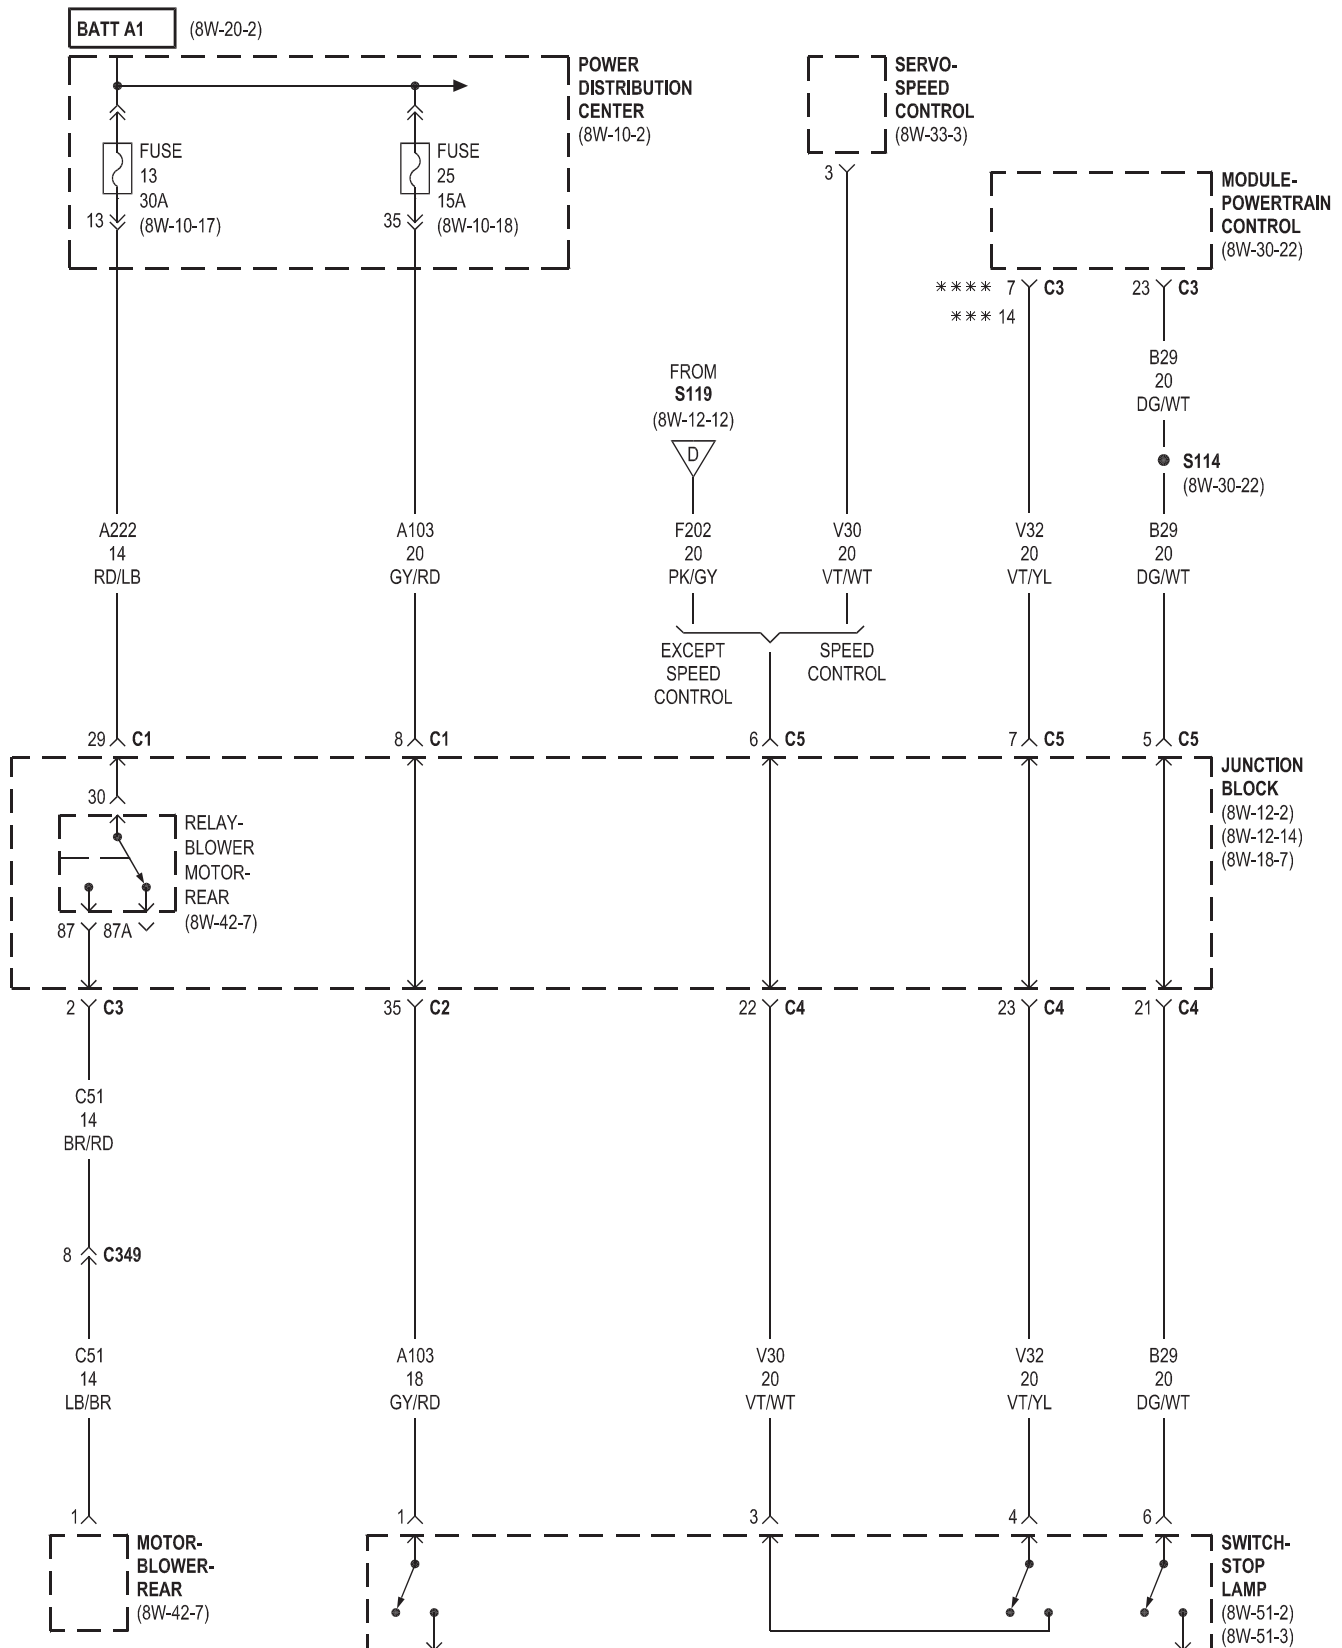 BATT A1 (8W-20-2)
POWER
DISTRIBUTION
CENTER
(8W-10-2)
SERVO-
SPEED
CONTROL
(8W-33-3)
FUSE
13
30A
(8W-10-17)
13
FUSE
25
15A
(8W-10-18)
35
3
MODULE-
POWERTRAIN
CONTROL
(8W-30-22)
**** 7 C3
*** 14
23 C3
B29
20
DG/WT
FROM
S119
(8W-12-12)
D
S114
(8W-30-22)
A222
14
RD/LB
A103
20
GY/RD
F202
20
PK/GY
V30
20
VT/WT
V32
20
VT/YL
B29
20
DG/WT
EXCEPT
SPEED
CONTROL
SPEED
CONTROL
29 C1
8 C1
6 C5
7 C5
5 C5
JUNCTION
BLOCK
(8W-12-2)
(8W-12-14)
(8W-18-7)
30
RELAY-
BLOWER
MOTOR-
REAR
(8W-42-7)
87 87A
2 C3
35 C2
22 C4
23 C4
21 C4
C51
14
BR/RD
8 C349
C51
14
LB/BR
A103
18
GY/RD
V30
20
VT/WT
V32
20
VT/YL
B29
20
DG/WT
1
1
3
4
6
MOTOR-
BLOWER-
REAR
(8W-42-7)
SWITCH-
STOP
LAMP
(8W-51-2)
(8W-51-3)